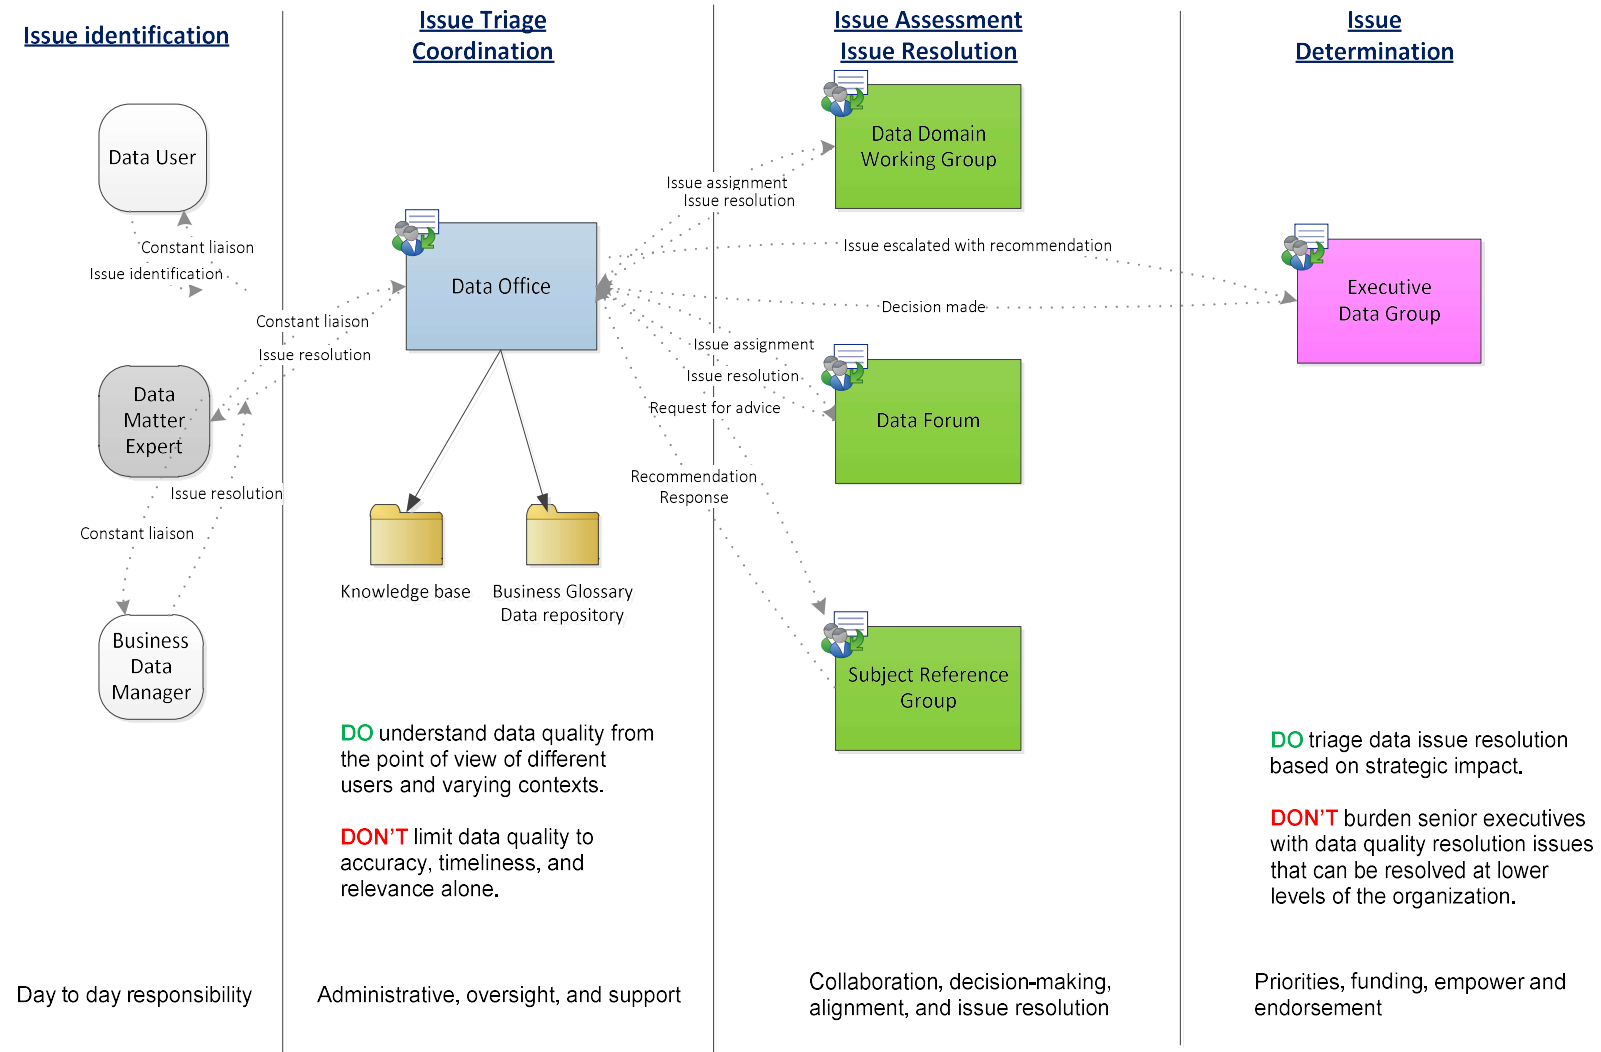 Issue identification
Issue Triage
Coordination
Issue Assessment
Issue Resolution
Issue
Determination
Data User
Constant liaison
Issue identification
Data
Matter
Expert
Constant liaison
Issue resolution
Issue resolution
Constant liaison
Business
Data
Manager
Data Office
Knowledge base
Business Glossary
Data repository
Issue assignment
Issue resolution
Issue escalated with recommendation
Decision made
Issue assignment
Issue resolution
Request for advice
Recommendation
Response
Data Domain
Working Group
Data Forum
Subject Reference
Group
Executive
Data Group
DO understand data quality from
the point of view of different
users and varying contexts.
DON'T limit data quality to
accuracy, timeliness, and
relevance alone.
DO triage data issue resolution
based on strategic impact.
DON'T burden senior executives
with data quality resolution issues
that can be resolved at lower
levels of the organization.
Day to day responsibility
Administrative, oversight, and support
Collaboration, decision-making,
alignment, and issue resolution
Priorities, funding, empower and
endorsement